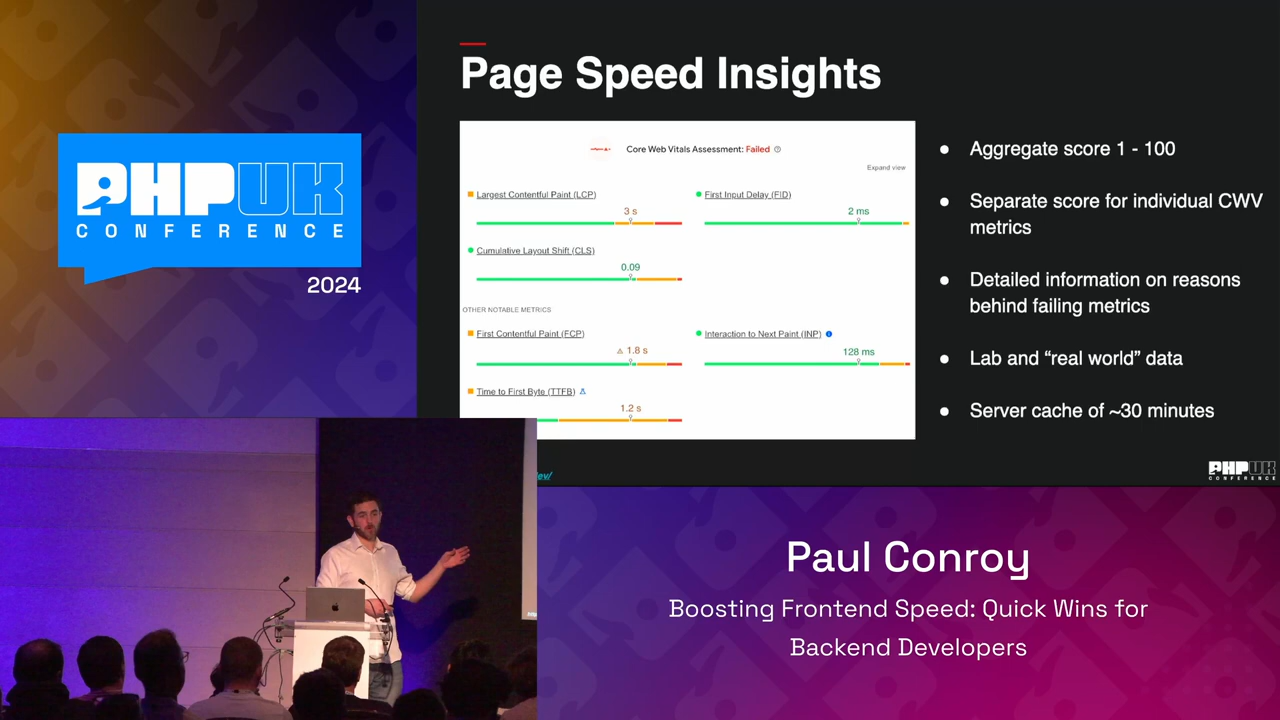 PHPUK
CONFERENCE
2024
Page Speed Insights
Core Web Vitals Assessment: Failed
Expand view
Largest Contentful Paint (LCP)
3 s
First Input Delay (FID)
2 ms
Cumulative Layout Shift (CLS)
0.09
OTHER NOTABLE METRICS
First Contentful Paint (FCP)
1.8 s
Interaction to Next Paint (INP)
128 ms
Time to First Byte (TTFB)
1.2 s
● Aggregate score 1 - 100
● Separate score for individual CWV
metrics
● Detailed information on reasons
behind failing metrics
● Lab and “real world” data
● Server cache of ~30 minutes
ev/
PHPUK
CONFERENCE
Paul Conroy
Boosting Frontend Speed: Quick Wins for
Backend Developers